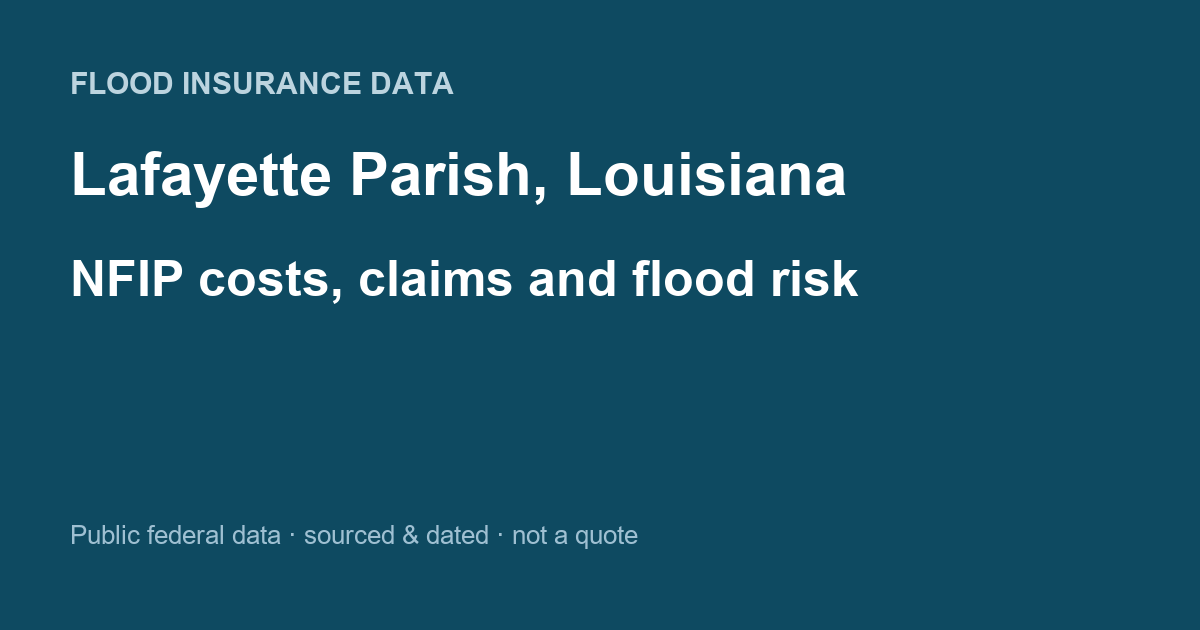 FLOOD INSURANCE DATA
Lafayette Parish, Louisiana
NFIP costs, claims and flood risk
Public federal data · sourced & dated · not a quote